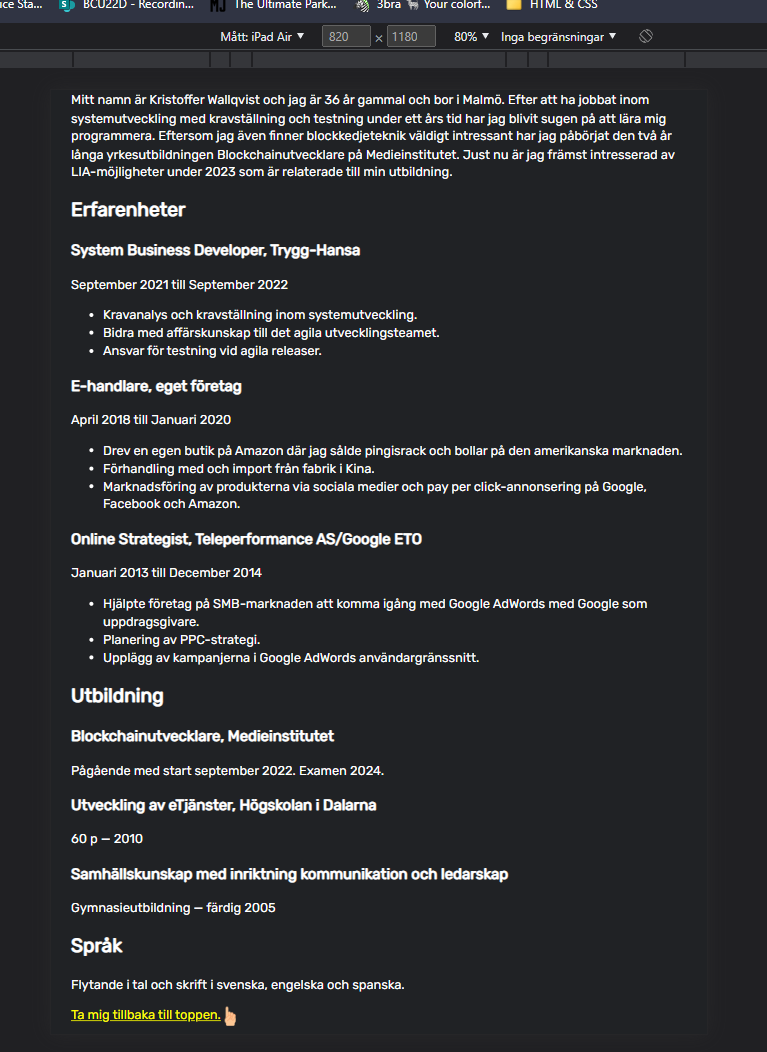 ice Sta...
BCU22D - Recordin...
The Ultimate Park...
3bra
Your colorf...
HTML & CSS
Mått: iPad Air ▼ 820 × 1180 80% ▼ Inga begränsningar ▼
Mitt namn är Kristoffer Wallqvist och jag är 36 år gammal och bor i Malmö. Efter att ha jobbat inom
systemutveckling med kravställning och testning under ett års tid har jag blivit sugen på att lära mig
programmera. Eftersom jag även finner blockkedjeteknik väldigt intressant har jag påbörjat den två år
långa yrkesutbildningen Blockchainutvecklare på Medieinstitutet. Just nu är jag främst intresserad av
LIA-möjligheter under 2023 som är relaterade till min utbildning.
Erfarenheter
System Business Developer, Trygg-Hansa
September 2021 till September 2022
• Kravanalys och kravställning inom systemutveckling.
• Bidra med affärskunskap till det agila utvecklingsteamet.
• Ansvar för testning vid agila releaser.
E-handlare, eget företag
April 2018 till Januari 2020
• Drev en egen butik på Amazon där jag sålde pingisrack och bollar på den amerikanska marknaden.
• Förhandling med och import från fabrik i Kina.
• Marknadsföring av produkterna via sociala medier och pay per click-annonsering på Google,
Facebook och Amazon.
Online Strategist, Teleperformance AS/Google ETO
Januari 2013 till December 2014
• Hjälpte företag på SMB-marknaden att komma igång med Google AdWords med Google som
uppdragsgivare.
• Planering av PPC-strategi.
• Upplägg av kampanjerna i Google AdWords användargränssnitt.
Utbildning
Blockchainutvecklare, Medieinstitutet
Pågående med start september 2022. Examen 2024.
Utveckling av eTjänster, Högskolan i Dalarna
60 p — 2010
Samhällskunskap med inriktning kommunikation och ledarskap
Gymnasieutbildning — färdig 2005
Språk
Flytande i tal och skrift i svenska, engelska och spanska.
Ta mig tillbaka till toppen.